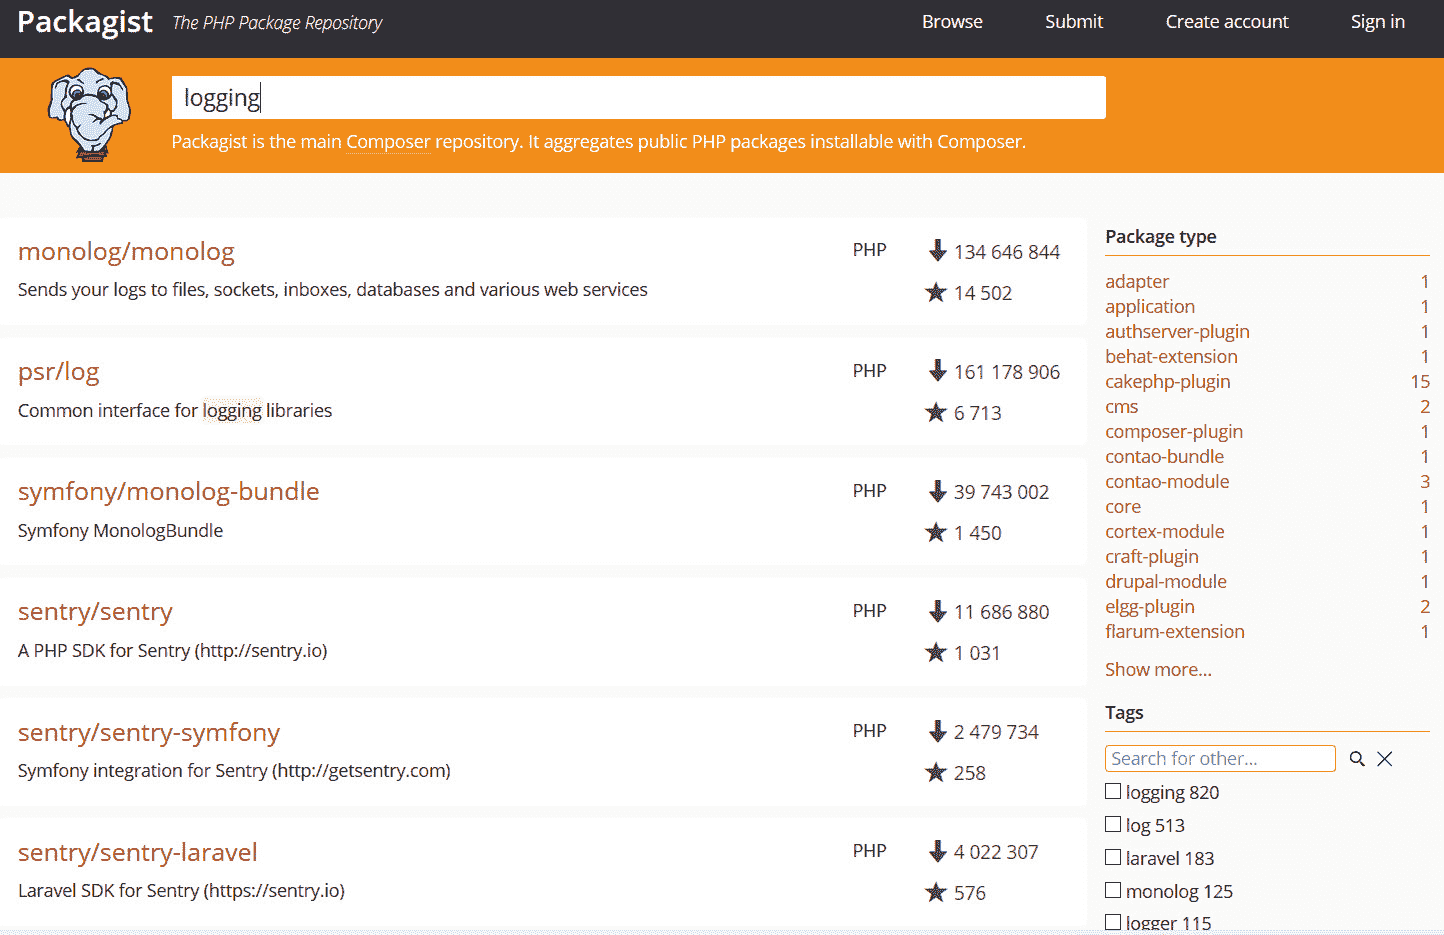 Packagist The PHP Package Repository Browse Submit Create account Sign in
logging
Packagist is the main Composer repository. It aggregates public PHP packages installable with Composer.
monolog/monolog PHP 134 646 844
Sends your logs to files, sockets, inboxes, databases and various web services 14 502
psr/log PHP 161 178 906
Common interface for logging libraries 6 713
symfony/monolog-bundle PHP 39 743 002
Symfony MonologBundle 1 450
sentry/sentry PHP 11 686 880
A PHP SDK for Sentry (http://sentry.io) 1 031
sentry/sentry-symfony PHP 2 479 734
Symfony integration for Sentry (http://getsentry.com) 258
sentry/sentry-laravel PHP 4 022 307
Laravel SDK for Sentry (https://sentry.io) 576
Package type
adapter 1
application 1
authserver-plugin 1
behat-extension 1
cakephp-plugin 15
cms 2
composer-plugin 1
contao-bundle 1
contao-module 3
core 1
cortex-module 1
craft-plugin 1
drupal-module 1
elgg-plugin 2
flarum-extension 1
Show more...
Tags
Search for other...
logging 820
log 513
laravel 183
monolog 125
logger 115